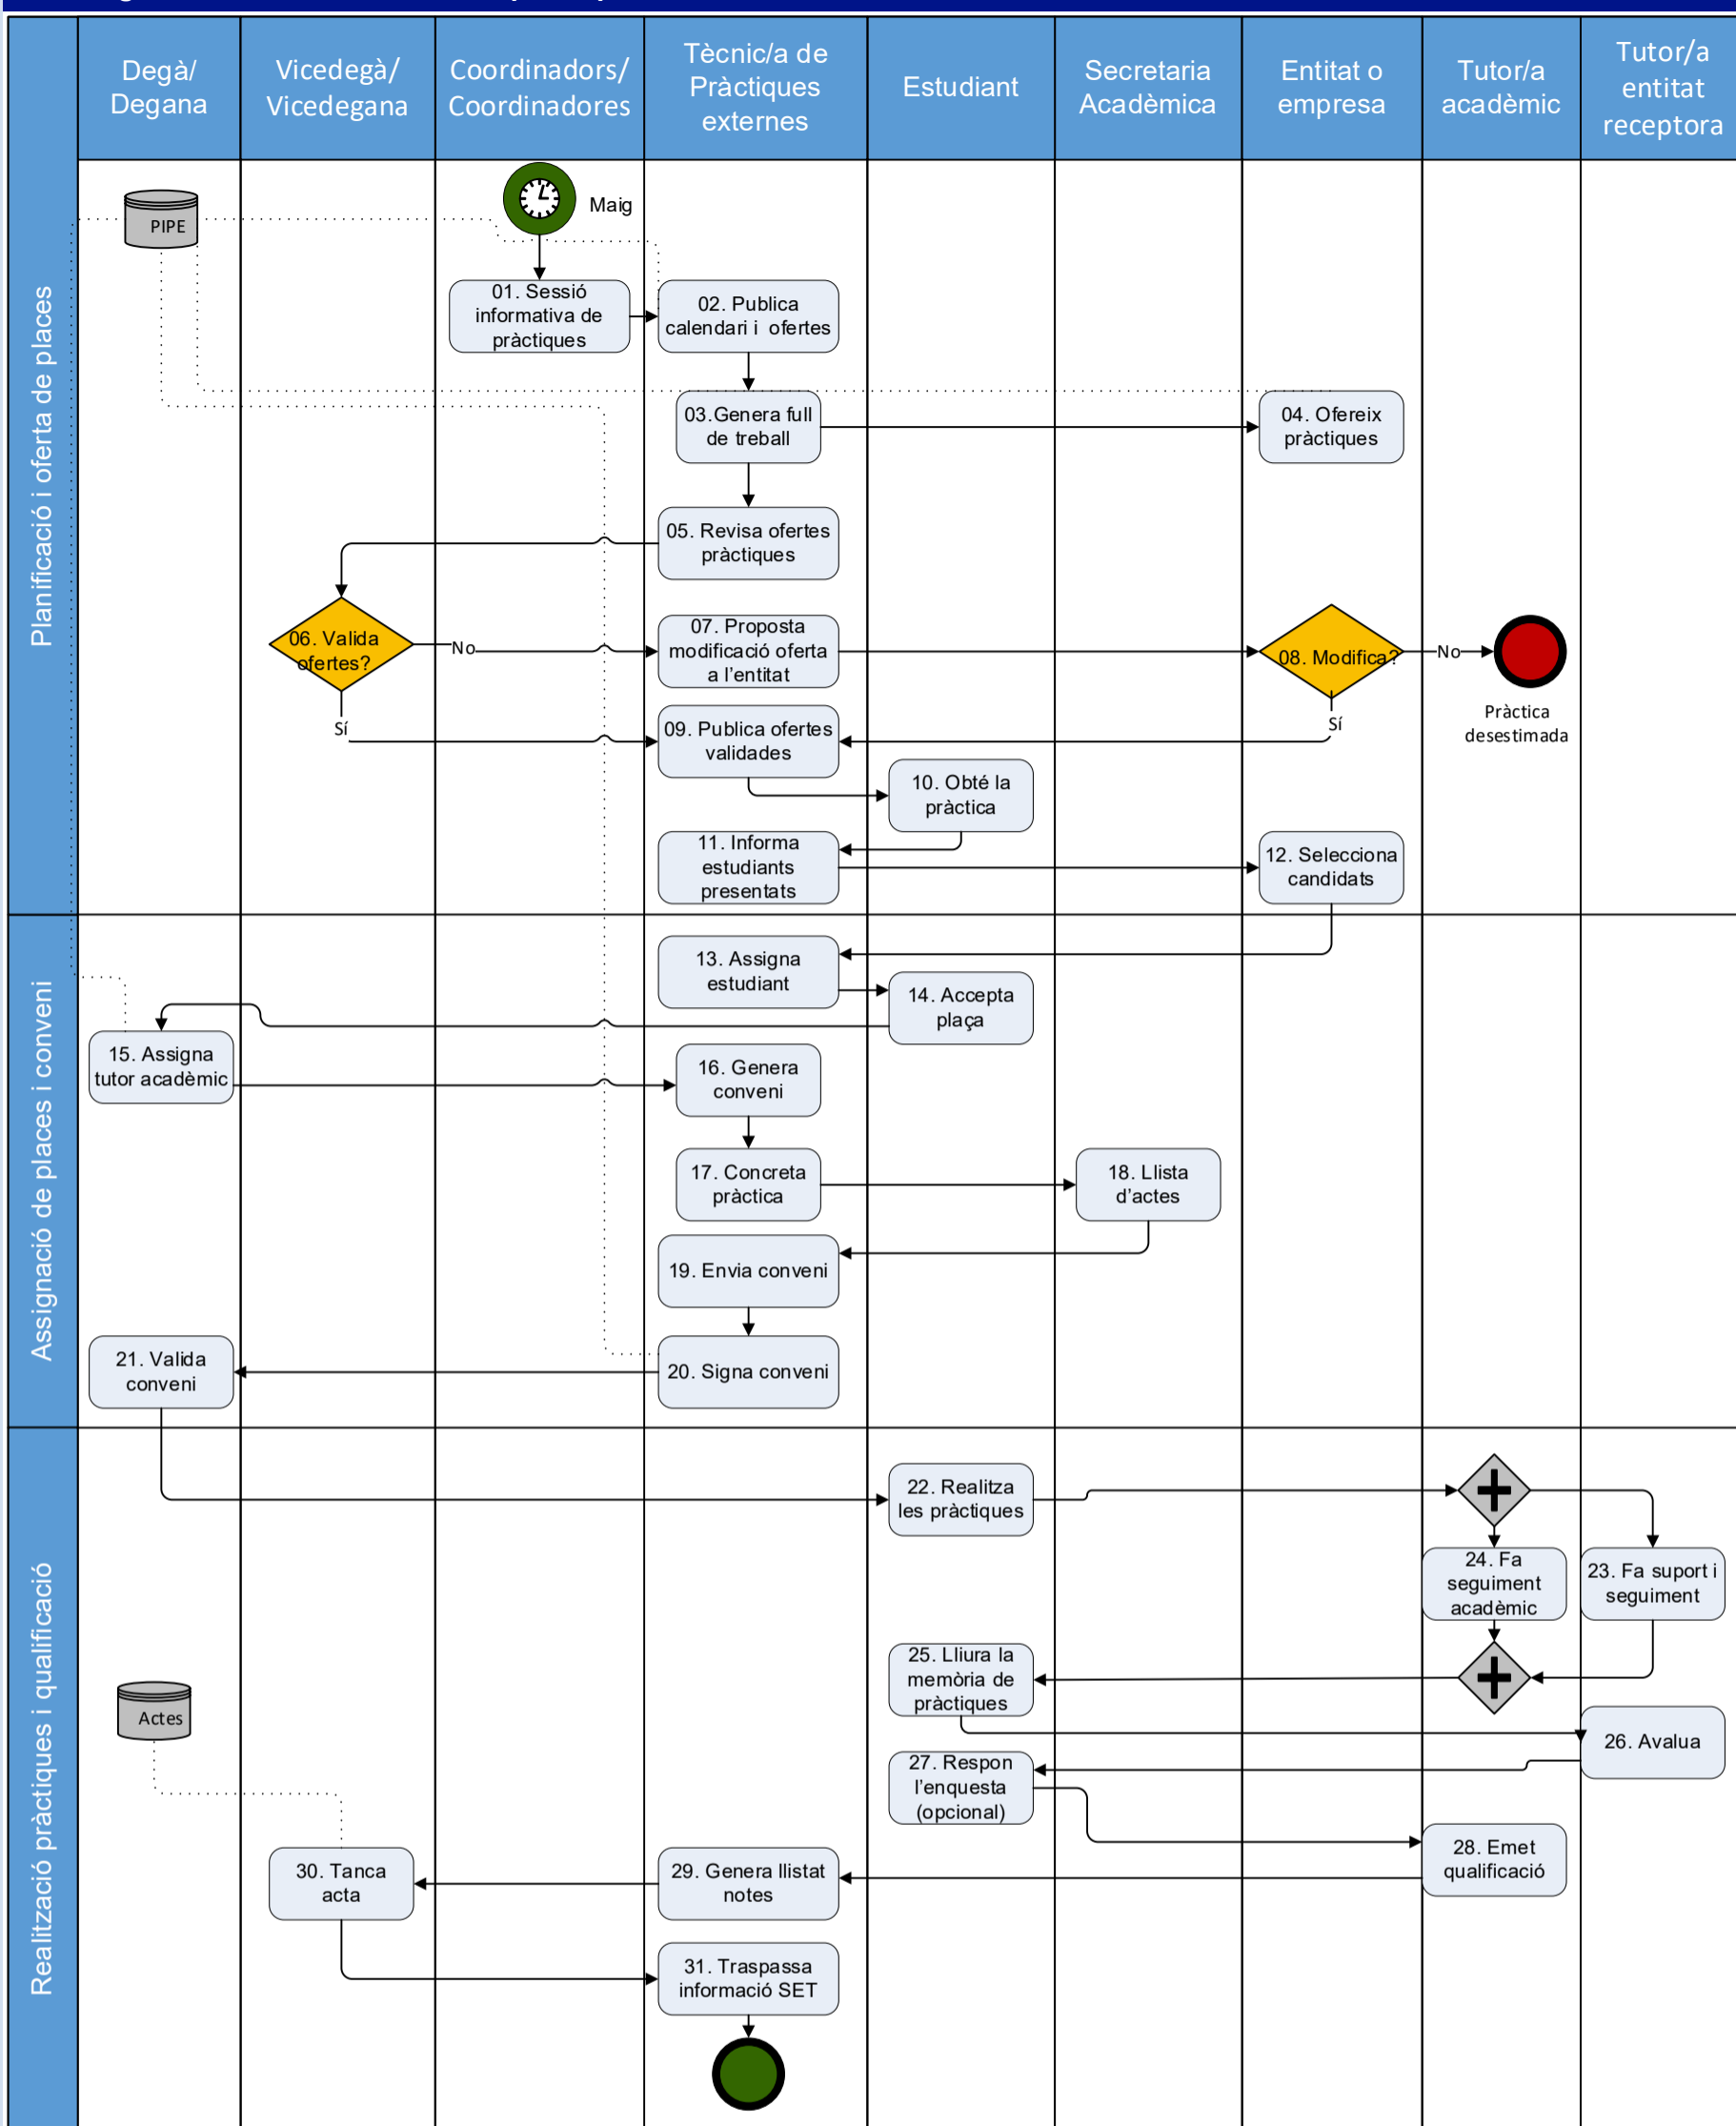 Degà/
Degana
Vicedegà/
Vicedegana
Coordinadors/
Coordinadores
Tècnic/a de
Pràctiques
externes
Estudiant
Secretaria
Acadèmica
Entitat o
empresa
Tutor/a
acadèmic
Tutor/a
entitat
receptora
Planificació i oferta de places
PIPE
Maig
01. Sessió
informativa de
pràctiques
02. Publica
calendari i ofertes
03.Genera full
de treball
04. Ofereix
pràctiques
05. Revisa ofertes
pràctiques
06. Valida
ofertes?
No
07. Proposta
modificació oferta
a l'entitat
08. Modifica?
No
Pràctica
desestimada
Sí
Sí
09. Publica ofertes
validades
10. Obté la
pràctica
11. Informa
estudiants
presentats
12. Selecciona
candidats
Assignació de places i conveni
13. Assigna
estudiant
14. Accepta
plaça
15. Assigna
tutor acadèmic
16. Genera
conveni
17. Concreta
pràctica
18. Llista
d'actes
19. Envia conveni
20. Signa conveni
21. Valida
conveni
Realització pràctiques i qualificació
22. Realitza
les pràctiques
24. Fa
seguiment
acadèmic
23. Fa suport i
seguiment
25. Lliura la
memòria de
pràctiques
Actes
26. Avalua
27. Respon
l'enquesta
(opcional)
28. Emet
qualificació
29. Genera llistat
notes
30. Tanca
acta
31. Traspassa
informació SET